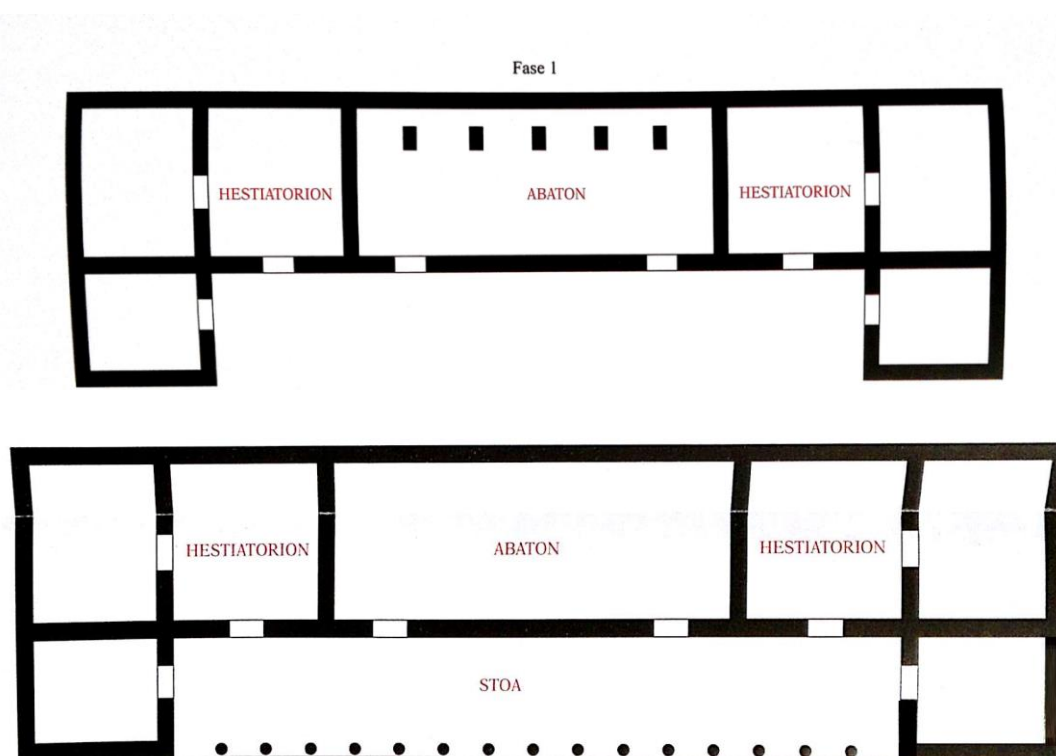 Fase 1
HESTIATORION
ABATON
HESTIATORION
HESTIATORION
ABATON
HESTIATORION
STOA